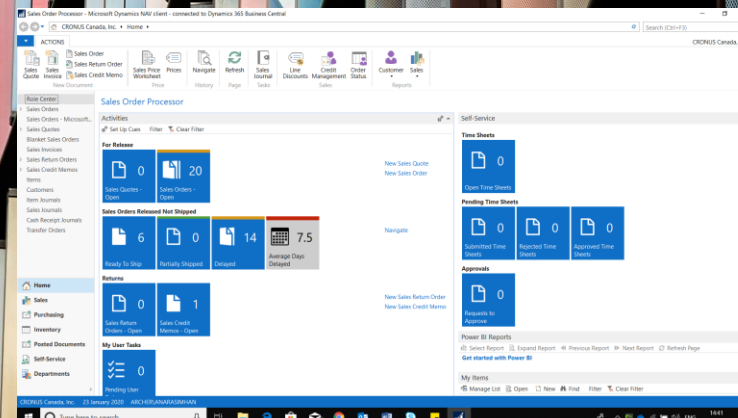 Sales Order Processor - Microsoft Dynamics NAV client - connected to Dynamics 365 Business Central
CRONUS Canada, Inc. Home
Search (Ctrl+F3)
ACTIONS
CRONUS Canada,
Sales Quote
Sales Invoice
Sales Order
Sales Return Order
Sales Credit Memo
Sales Price Worksheet
Prices
Navigate
Refresh
Sales Journal
Line Discounts
Credit Management
Order Status
Customer
Sales
New Document
Price
History
Page
Tasks
Sales
Reports
Role Center
Sales Orders
Sales Orders - Microsoft...
Sales Quotes
Blanket Sales Orders
Sales Invoices
Sales Return Orders
Sales Credit Memos
Items
Customers
Item Journals
Sales Journals
Cash Receipt Journals
Transfer Orders
Home
Sales
Purchasing
Inventory
Posted Documents
Self-Service
Departments
Sales Order Processor
Activities
Set Up Cues Filter Clear Filter
For Release
0
Sales Quotes - Open
20
Sales Orders - Open
New Sales Quote
New Sales Order
Sales Orders Released Not Shipped
6
Ready To Ship
0
Partially Shipped
14
Delayed
7.5
Average Days Delayed
Navigate
Returns
0
Sales Return Orders - Open
1
Sales Credit Memos - Open
New Sales Return Order
New Sales Credit Memo
My User Tasks
0
Pending User
Self-Service
Time Sheets
0
Open Time Sheets
Pending Time Sheets
0
Submitted Time Sheets
0
Rejected Time Sheets
0
Approved Time Sheets
Approvals
0
Requests to Approve
Power BI Reports
Select Report Expand Report Previous Report Next Report Refresh Page
Get started with Power BI
My Items
Manage List Open New Find Filter Clear Filter
CRONUS Canada, Inc. 23 January 2020 ARCHERLANARASIMHAN
Type here to search
ENG
14:41